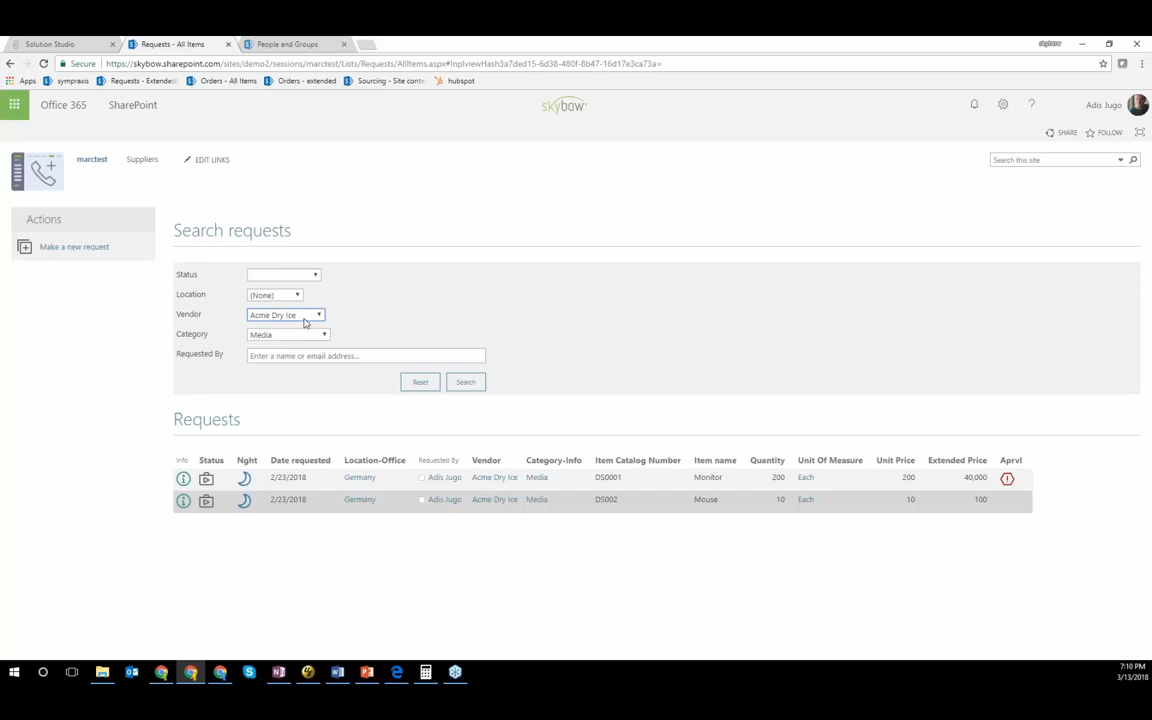 Solution Studio
Requests - All Items
People and Groups
skybow
Secure https://skybow.sharepoint.com/sites/demo2/sessions/marctest/Lists/Requests/AllItems.aspx#InplviewHash3a7ded15-6d38-480f-8b47-16d17e3ca73a=
Apps sympraxis Requests - Extended Orders - All Items Orders - extended Sourcing - Site conte hubspot
Office 365 SharePoint skybow Adis Jugo
SHARE FOLLOW
marctest Suppliers EDIT LINKS Search this site
Actions
Make a new request
Search requests
Status
Location (None)
Vendor Acme Dry Ice
Category Media
Requested By Enter a name or email address...
Reset Search
Requests
Info Status Nght Date requested Location-Office Requested By Vendor Category-Info Item Catalog Number Item name Quantity Unit Of Measure Unit Price Extended Price Aprvl
2/23/2018 Germany Adis Jugo Acme Dry Ice Media DS0001 Monitor 200 Each 200 40,000
2/23/2018 Germany Adis Jugo Acme Dry Ice Media DS002 Mouse 10 Each 10 100
7:10 PM
3/13/2018